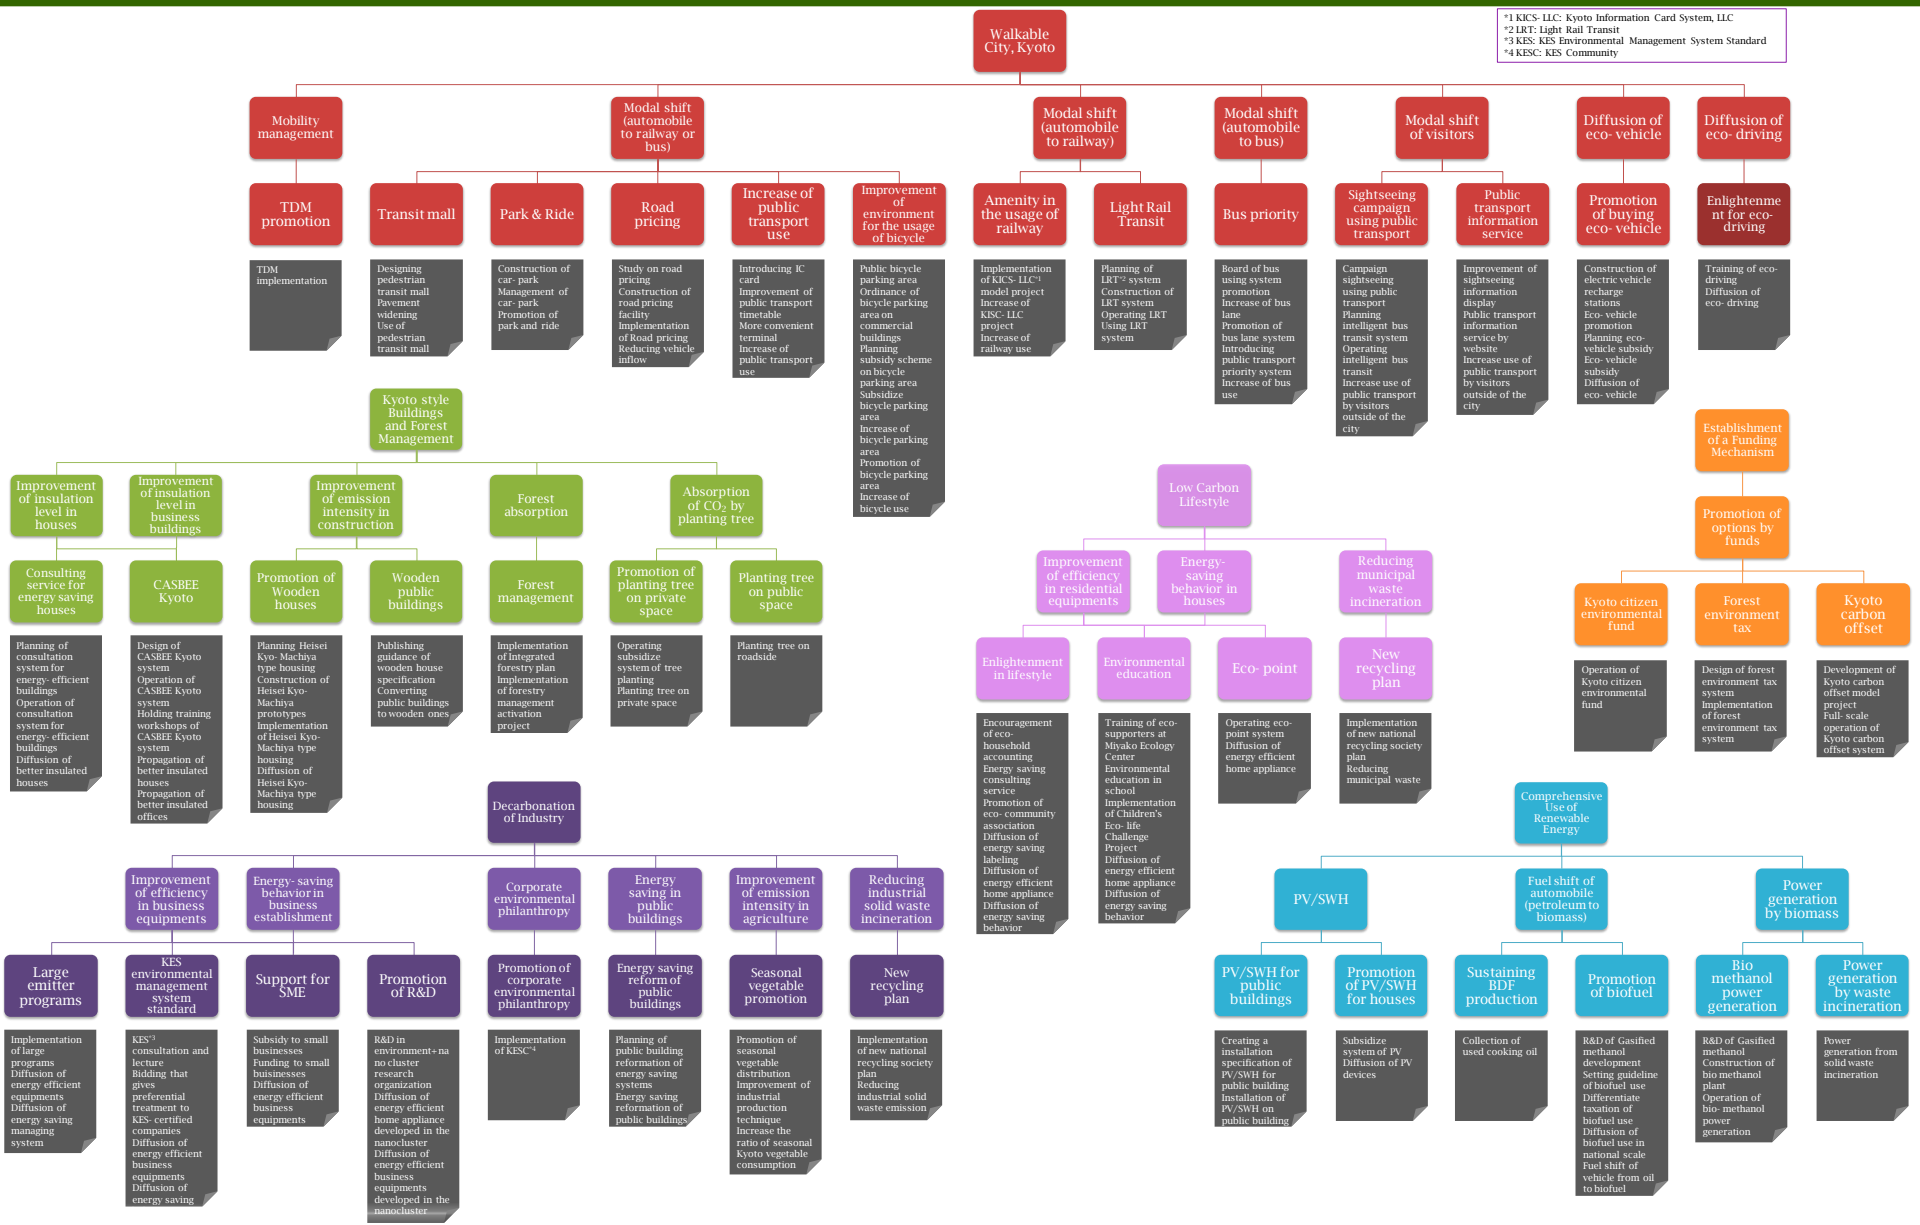 *1 KICS- LLC: Kyoto Information Card System, LLC
*2 LRT: Light Rail Transit
*3 KES: KES Environmental Management System Standard
*4 KESC: KES Community
Walkable
City, Kyoto
Mobility
management
Modal shift
(automobile
to railway or
bus)
Modal shift
(automobile
to railway)
Modal shift
(automobile
to bus)
Modal shift
of visitors
Diffusion of
eco- vehicle
Diffusion of
eco- driving
TDM
promotion
Transit mall
Park & Ride
Road
pricing
Increase of
public
transport
use
Improvement
of
environment
for the usage
of bicycle
Amenity in
the usage of
railway
Light Rail
Transit
Bus priority
Sightseeing
campaign
using public
transport
Public
transport
information
service
Promotion
of buying
eco- vehicle
Enlightenme
nt for eco-
driving
TDM
implementation
Designing
pedestrian
transit mall
Pavement
widening
Use of
pedestrian
transit mall
Construction of
car- park
Management of
car- park
Promotion of
park and ride
Study on road
pricing
Construction of
road pricing
facility
Implementation
of Road pricing
Reducing vehicle
inflow
Introducing IC
card
Improvement of
public transport
timetable
More convenient
terminal
Increase of
public transport
use
Public bicycle
parking area
Ordinance of
bicycle parking
area on
commercial
buildings
Planning
subsidy scheme
on bicycle
parking area
Subsidize
bicycle parking
area
Increase of
bicycle parking
area
Promotion of
bicycle parking
area
Increase of
bicycle use
Implementation
of KICS- LLC*1
model project
Increase of
KISC- LLC
project
Increase of
railway use
Planning of
LRT*2 system
Construction of
LRT system
Operating LRT
Using LRT
system
Board of bus
using system
promotion
Increase of bus
lane
Promotion of
bus lane system
Introducing
public transport
priority system
Increase of bus
use
Campaign
sightseeing
using public
transport
Planning
intelligent bus
transit system
Operating
intelligent bus
transit
Increase use of
public transport
by visitors
outside of the
city
Improvement of
sightseeing
information
display
Public transport
information
service by
website
Increase use of
public transport
by visitors
outside of the
city
Construction of
electric vehicle
recharge
stations
Eco- vehicle
promotion
Planning eco-
vehicle subsidy
Eco- vehicle
subsidy
Diffusion of
eco- vehicle
Training of eco-
driving
Diffusion of
eco- driving
Kyoto style
Buildings
and Forest
Management
Improvement
of insulation
level in
houses
Improvement
of insulation
level in
business
buildings
Improvement
of emission
intensity in
construction
Forest
absorption
Absorption
of CO2 by
planting tree
Consulting
service for
energy saving
houses
CASBEE
Kyoto
Promotion of
Wooden
houses
Wooden
public
buildings
Forest
management
Promotion of
planting tree
on private
space
Planting tree
on public
space
Planning of
consultation
system for
energy- efficient
buildings
Operation of
consultation
system for
energy- efficient
buildings
Diffusion of
better insulated
houses
Design of
CASBEE Kyoto
system
Operation of
CASBEE Kyoto
system
Holding training
workshops of
CASBEE Kyoto
system
Propagation of
better insulated
houses
Propagation of
better insulated
offices
Planning Heisei
Kyo- Machiya
type housing
Construction of
Heisei Kyo-
Machiya
prototypes
Implementation
of Heisei Kyo-
Machiya type
housing
Diffusion of
Heisei Kyo-
Machiya type
housing
Publishing
guidance of
wooden house
specification
Converting
public buildings
to wooden ones
Implementation
of Integrated
forestry plan
Implementation
of forestry
management
activation
project
Operating
subsidize
system of tree
planting
Planting tree on
private space
Planting tree on
roadside
Low Carbon
Lifestyle
Improvement
of efficiency
in residential
equipments
Energy-
saving
behavior in
houses
Reducing
municipal
waste
incineration
Enlightenment
in lifestyle
Environmental
education
Eco- point
New
recycling
plan
Encouragement
of eco-
household
accounting
Energy saving
consulting
service
Promotion of
eco- community
association
Diffusion of
energy saving
labeling
Diffusion of
energy efficient
home appliance
Diffusion of
energy saving
behavior
Training of eco-
supporters at
Miyako Ecology
Center
Environmental
education in
school
Implementation
of Children's
Eco- life
Challenge
Project
Diffusion of
energy efficient
home appliance
Diffusion of
energy saving
behavior
Operating eco-
point system
Diffusion of
energy efficient
home appliance
Implementation
of new national
recycling society
plan
Reducing
municipal waste
Establishment
of a Funding
Mechanism
Promotion of
options by
funds
Kyoto citizen
environmental
fund
Forest
environment
tax
Kyoto
carbon
offset
Operation of
Kyoto citizen
environmental
fund
Design of forest
environment tax
system
Implementation
of forest
environment tax
system
Development of
Kyoto carbon
offset model
project
Full- scale
operation of
Kyoto carbon
offset system
Decarbonation
of Industry
Improvement
of efficiency
in business
equipments
Energy- saving
behavior in
business
establishment
Corporate
environmental
philanthropy
Energy
saving in
public
buildings
Improvement
of emission
intensity in
agriculture
Reducing
industrial
solid waste
incineration
Large
emitter
programs
KES
environmental
management
system
standard
Support for
SME
Promotion
of R&D
Promotion of
corporate
environmental
philanthropy
Energy saving
reform of
public
buildings
Seasonal
vegetable
promotion
New
recycling
plan
Implementation
of large
programs
Diffusion of
energy efficient
equipments
Diffusion of
energy saving
managing
system
KES*3
consultation and
lecture
Bidding that
gives
preferential
treatment to
KES- certified
companies
Diffusion of
energy efficient
business
equipments
Diffusion of
energy saving
Subsidy to small
businesses
Funding to small
buisinesses
Diffusion of
energy efficient
business
equipments
R&D in
environment+na
no cluster
research
organization
Diffusion of
energy efficient
home appliance
developed in the
nanocluster
Diffusion of
energy efficient
business
equipments
developed in the
nanocluster
Implementation
of KESC*4
Planning of
public building
reformation of
energy saving
systems
Energy saving
reformation of
public buildings
Promotion of
seasonal
vegetable
distribution
Improvement of
industrial
production
technique
Increase the
ratio of seasonal
Kyoto vegetable
consumption
Implementation
of new national
recycling society
plan
Reducing
industrial solid
waste emission
Comprehensive
Use of
Renewable
Energy
PV/SWH
Fuel shift of
automobile
(petroleum to
biomass)
Power
generation
by biomass
PV/SWH for
public
buildings
Promotion
of PV/SWH
for houses
Sustaining
BDF
production
Promotion
of biofuel
Bio
methanol
power
generation
Power
generation
by waste
incineration
Creating a
installation
specification of
PV/SWH for
public building
Installation of
PV/SWH on
public building
Subsidize
system of PV
Diffusion of PV
devices
Collection of
used cooking oil
R&D of Gasified
methanol
development
Setting guideline
of biofuel use
Differentiate
taxation of
biofuel use
Diffusion of
biofuel use in
national scale
Fuel shift of
vehicle from oil
to biofuel
R&D of Gasified
methanol
Construction of
bio methanol
plant
Operation of
bio- methanol
power
generation
Power
generation from
solid waste
incineration